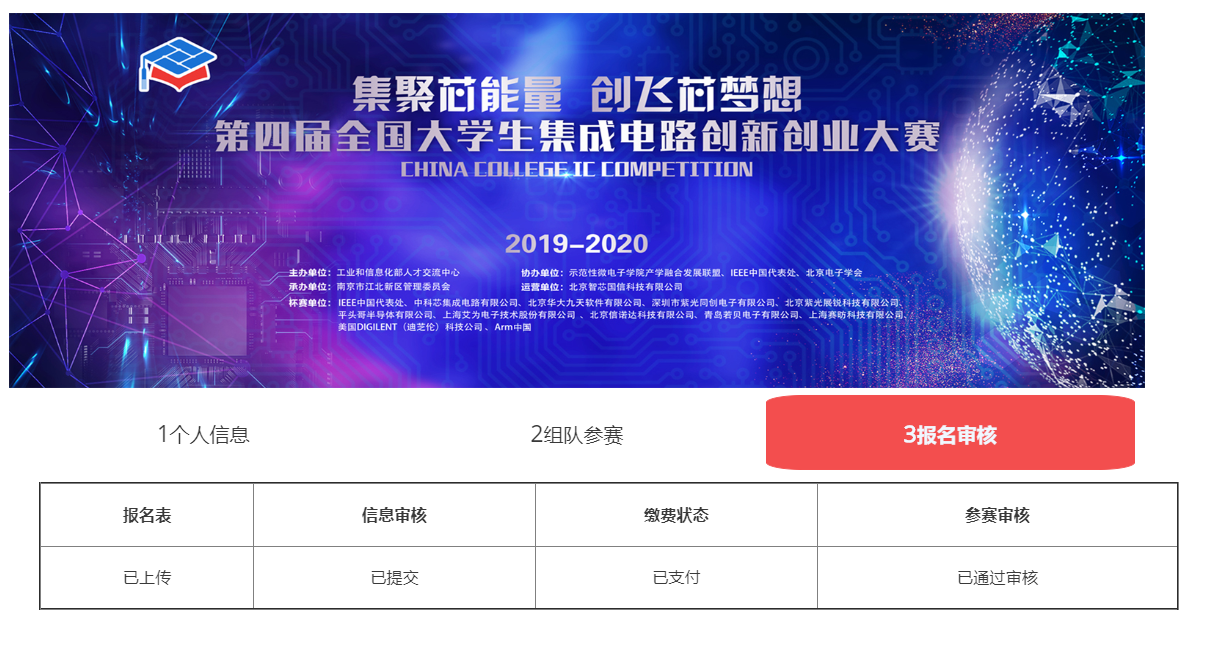 集聚芯能量 创飞芯梦想
第四届全国大学生集成电路创新创业大赛
CHINA COLLEGE IC COMPETITION
2019-2020
主办单位：工业和信息化部人才交流中心 协办单位：示范性微电子学院产学融合发展联盟、IEEE中国代表处、北京电子学会
承办单位：南京市江北新区管理委员会 运营单位：北京智芯国信科技有限公司
杯赛单位：IEEE中国代表处、中科芯集成电路有限公司、北京华大九天软件有限公司、深圳市紫光同创电子有限公司、北京紫光展锐科技有限公司、
平头哥半导体有限公司、上海艾为电子技术股份有限公司 、北京信诺达科技有限公司、青岛若贝电子有限公司、上海赛昉科技有限公司、
美国DIGILENT（迪芝伦）科技公司 、Arm中国
1个人信息 2组队参赛 3报名审核
报名表 信息审核 缴费状态 参赛审核
已上传 已提交 已支付 已通过审核